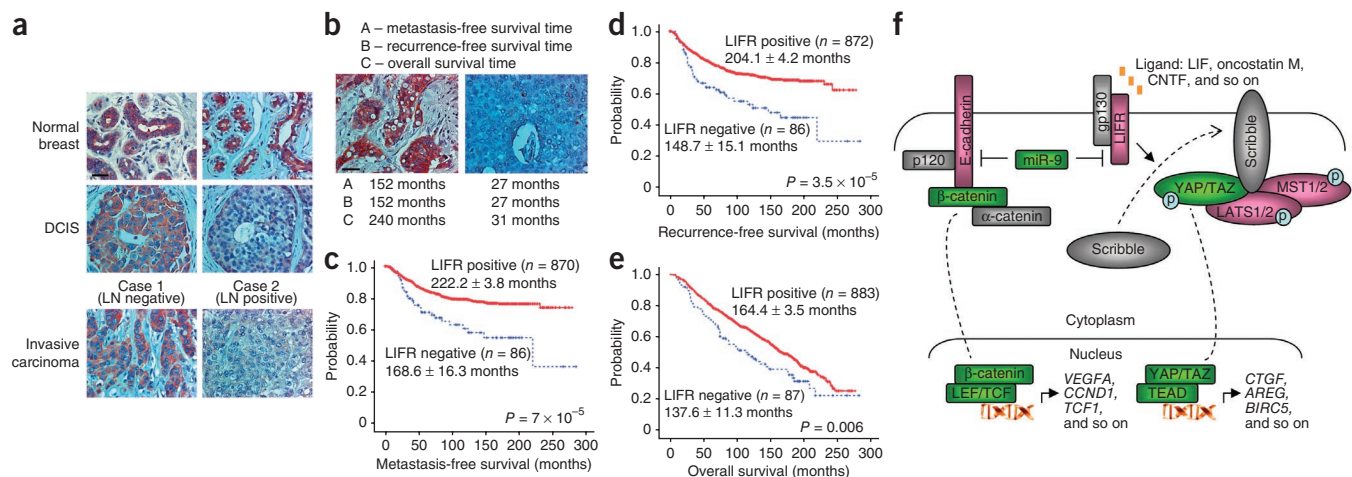 a
Normal
breast
DCIS
Case 1
(LN negative)
Case 2
(LN positive)
Invasive
carcinoma
b
A – metastasis-free survival time
B – recurrence-free survival time
C – overall survival time
A 152 months 27 months
B 152 months 27 months
C 240 months 31 months
c
Probability
1.0
0.8
0.6
0.4
0.2
0
LIFR positive (n = 870)
222.2 ± 3.8 months
LIFR negative (n = 86)
168.6 ± 16.3 months
P = 7 × 10−5
0 50 100 150 200 250 300
Metastasis-free survival (months)
d
Probability
1.0
0.8
0.6
0.4
0.2
0
LIFR positive (n = 872)
204.1 ± 4.2 months
LIFR negative (n = 86)
148.7 ± 15.1 months
P = 3.5 × 10−5
0 50 100 150 200 250 300
Recurrence-free survival (months)
e
Probability
1.0
0.8
0.6
0.4
0.2
0
LIFR positive (n = 883)
164.4 ± 3.5 months
LIFR negative (n = 87)
137.6 ± 11.3 months
P = 0.006
0 50 100 150 200 250 300
Overall survival (months)
f
Ligand: LIF, oncostatin M,
CNTF, and so on
E-cadherin
p120
β-catenin
α-catenin
miR-9
gp130
LIFR
Scribble
YAP/TAZ
MST1/2
LATS1/2
p
p
p
Scribble
Cytoplasm
Nucleus
β-catenin
LEF/TCF
VEGFA,
CCND1,
TCF1,
and so on
YAP/TAZ
TEAD
CTGF,
AREG,
BIRC5,
and so on